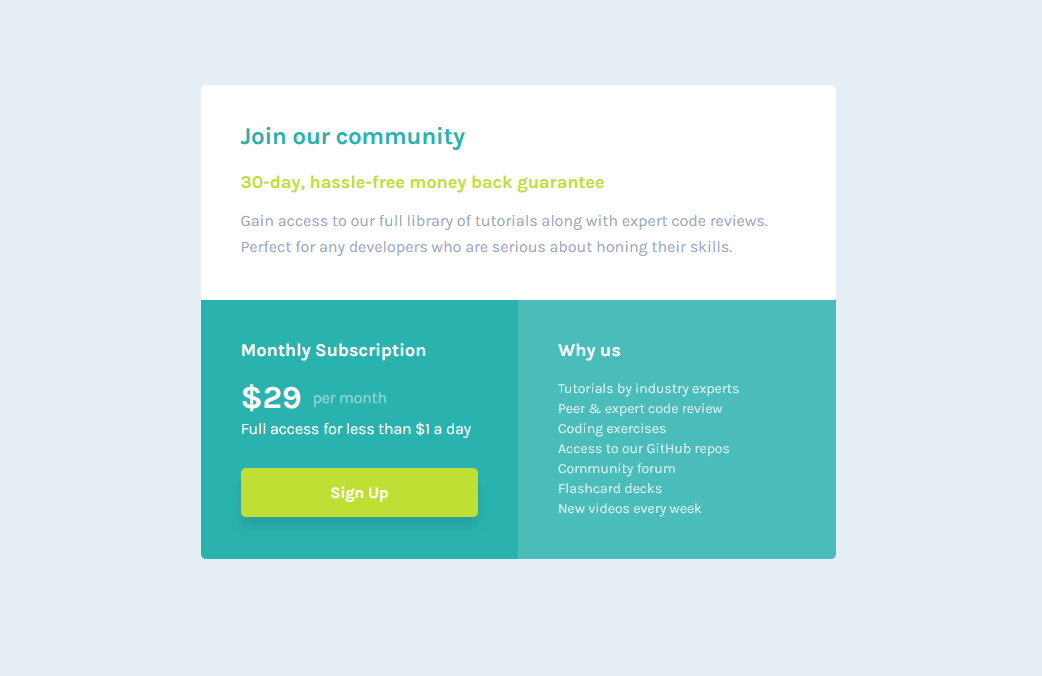 Join our community
30-day, hassle-free money back guarantee
Gain access to our full library of tutorials along with expert code reviews.
Perfect for any developers who are serious about honing their skills.
Monthly Subscription
$29 per month
Full access for less than $1 a day
Sign Up
Why us
Tutorials by industry experts
Peer & expert code review
Coding exercises
Access to our GitHub repos
Community forum
Flashcard decks
New videos every week